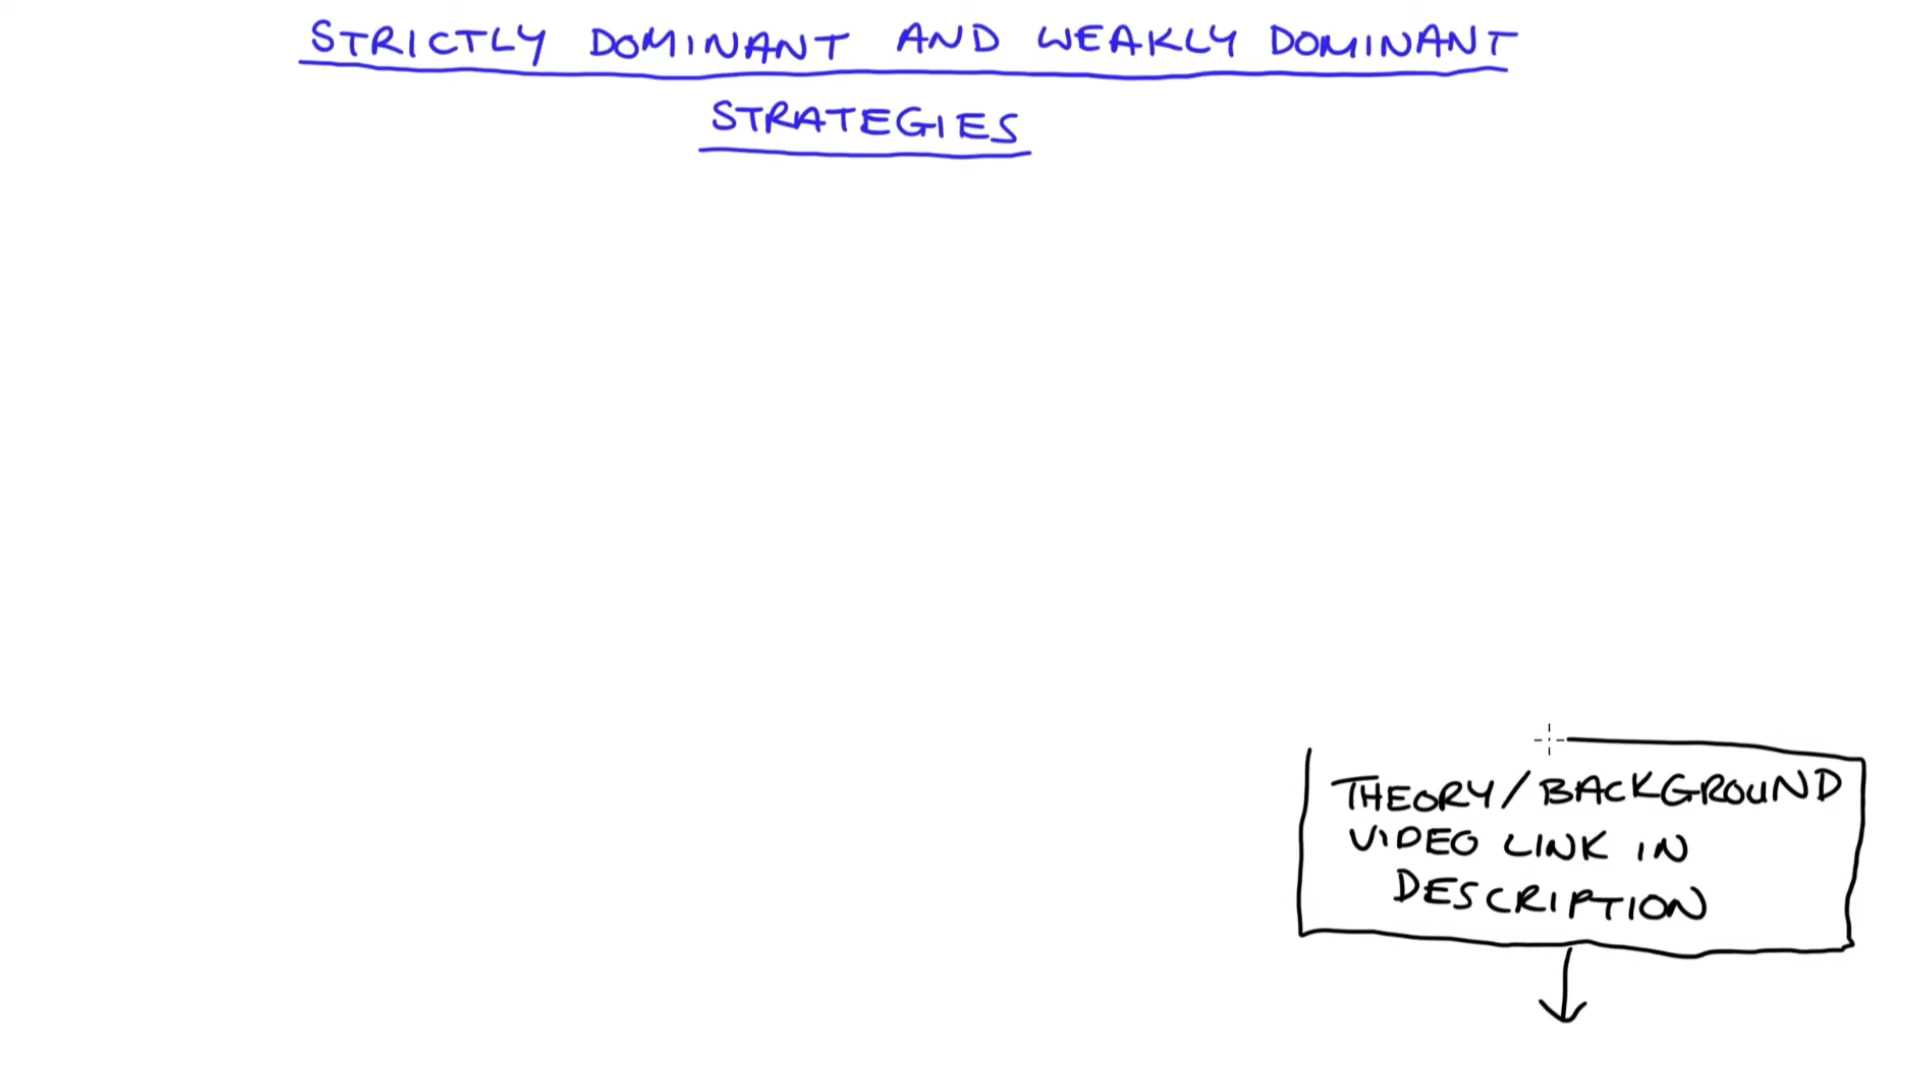 STRICTLY DOMINANT AND WEAKLY DOMINANT
STRATEGIES
THEORY/BACKGROUND
VIDEO LINK IN
DESCRIPTION